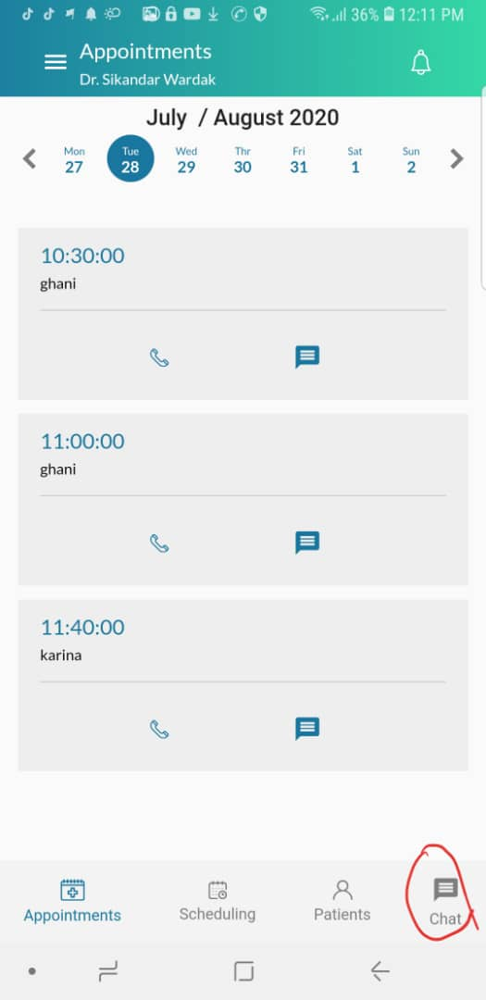 36% 12:11 PM
Appointments
Dr. Sikandar Wardak
July / August 2020
Mon Tue Wed Thr Fri Sat Sun
27 28 29 30 31 1 2
10:30:00
ghani
11:00:00
ghani
11:40:00
karina
Appointments Scheduling Patients Chat